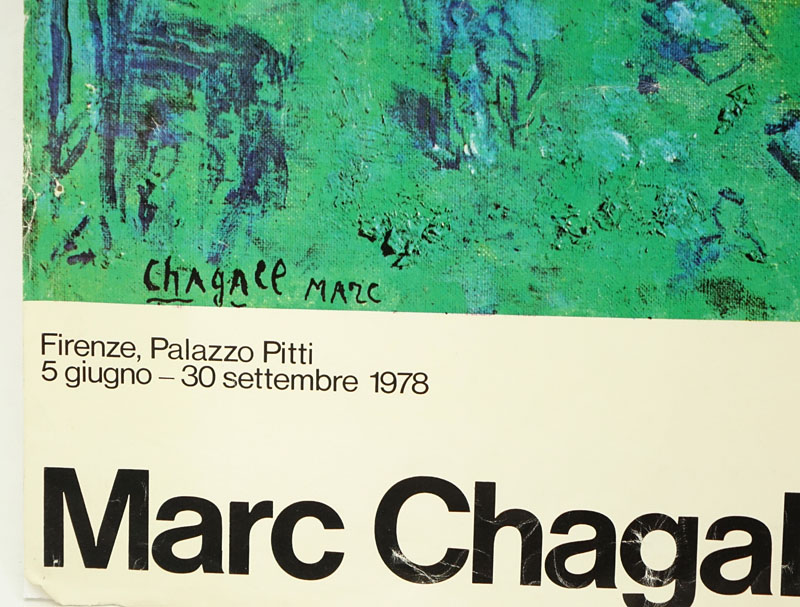 Chagall MARC
Firenze, Palazzo Pitti
5 giugno – 30 settembre 1978
Marc Chagal